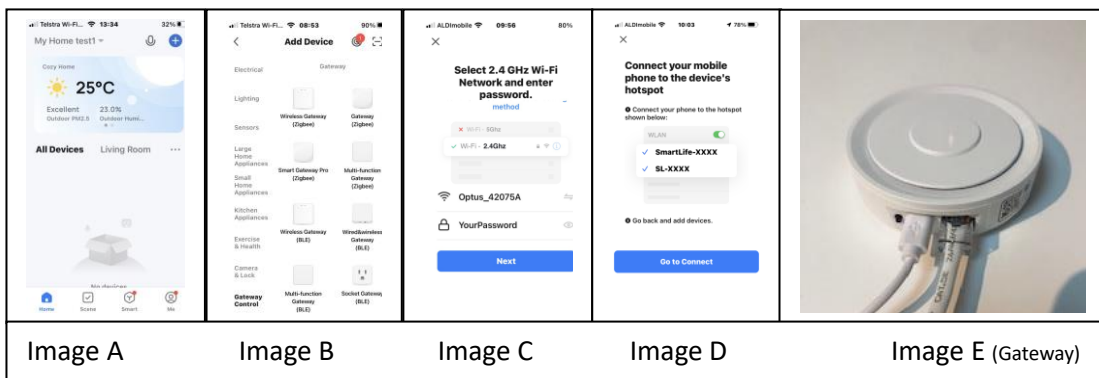 Telstra Wi-Fi... 13:34 32%
My Home test1
Cozy Home
25°C
Excellent 23.0%
Outdoor PM2.5 Outdoor Humi...
All Devices Living Room ...
No devices
Home Scene Smart Me
Telstra Wi-Fi... 08:53 90%
Add Device
Electrical
Lighting
Sensors
Large
Home
Appliances
Small
Home
Appliances
Kitchen
Appliances
Exercise
& Health
Camera
& Lock
Gateway
Control
Gateway
Wireless Gateway
(Zigbee)
Gateway
(Zigbee)
Smart Gateway Pro
(Zigbee)
Multi-function
Gateway
(Zigbee)
Wireless Gateway
(BLE)
Wired&wireless
Gateway
(BLE)
Multi-function
Gateway
(BLE)
Socket Gateway
(BLE)
ALDImobile 09:56 80%
Select 2.4 GHz Wi-Fi
Network and enter
password.
method
Wi-Fi - 5Ghz
Wi-Fi - 2.4Ghz
Optus_42075A
YourPassword
Next
ALDImobile 10:03 78%
Connect your mobile
phone to the device's
hotspot
Connect your phone to the hotspot
shown below:
WLAN
SmartLife-XXXX
SL-XXXX
Go back and add devices.
Go to Connect
Image A
Image B
Image C
Image D
Image E (Gateway)